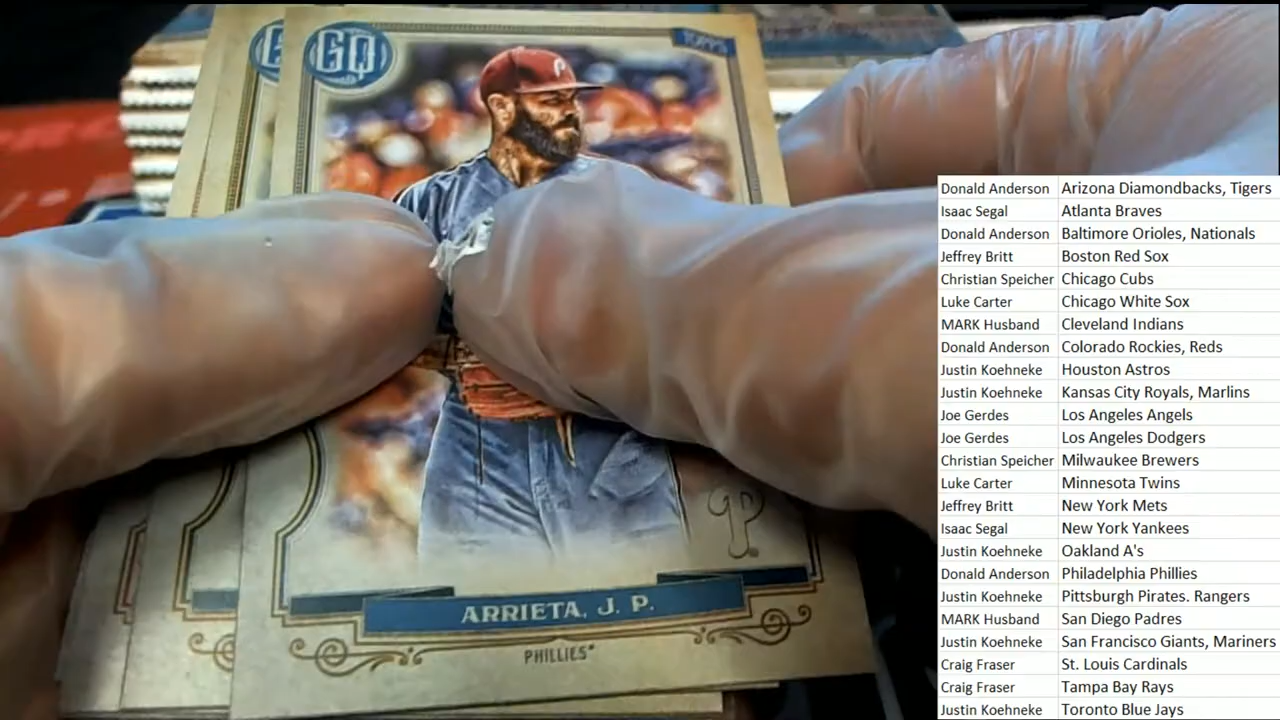 GQ
TOPPS
P
ARRIETA, J. P.
PHILLIES
Donald Anderson Arizona Diamondbacks, Tigers
Isaac Segal Atlanta Braves
Donald Anderson Baltimore Orioles, Nationals
Jeffrey Britt Boston Red Sox
Christian Speicher Chicago Cubs
Luke Carter Chicago White Sox
MARK Husband Cleveland Indians
Donald Anderson Colorado Rockies, Reds
Justin Koehneke Houston Astros
Justin Koehneke Kansas City Royals, Marlins
Joe Gerdes Los Angeles Angels
Joe Gerdes Los Angeles Dodgers
Christian Speicher Milwaukee Brewers
Luke Carter Minnesota Twins
Jeffrey Britt New York Mets
Isaac Segal New York Yankees
Justin Koehneke Oakland A's
Donald Anderson Philadelphia Phillies
Justin Koehneke Pittsburgh Pirates. Rangers
MARK Husband San Diego Padres
Justin Koehneke San Francisco Giants, Mariners
Craig Fraser St. Louis Cardinals
Craig Fraser Tampa Bay Rays
Justin Koehneke Toronto Blue Jays